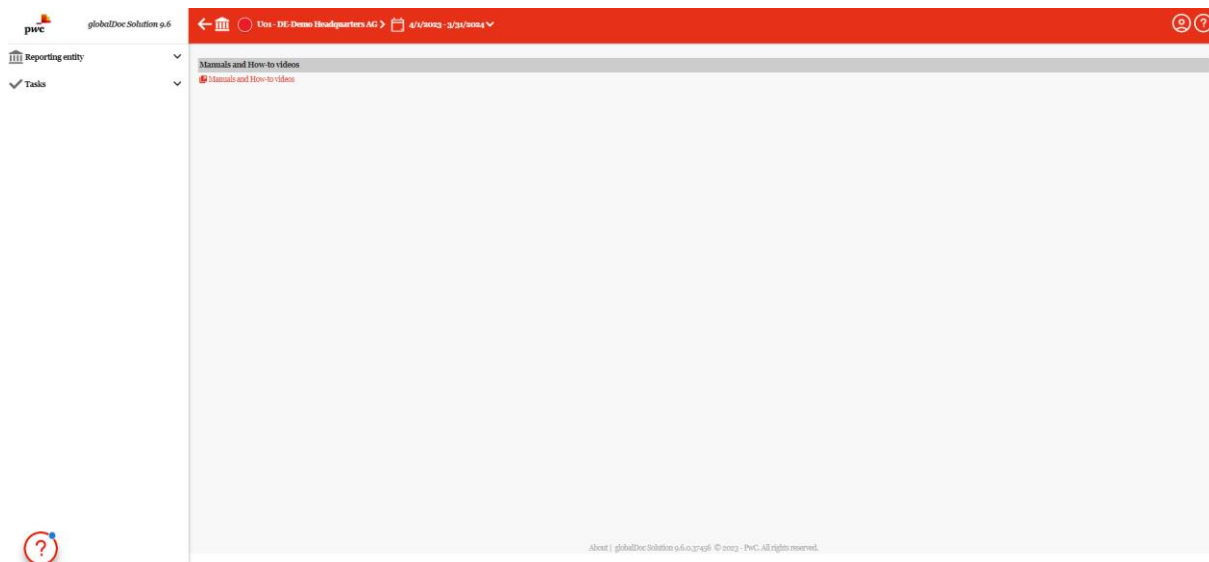 pwc
globalDoc Solution 9.6
U01 - DE-Demo Headquarters AG
4/1/2023 - 3/31/2024
?
Reporting entity
Tasks
Manuals and How-to videos
Manuals and How-to videos
?
About | globalDoc Solution 9.6.0.37436 © 2023 - PwC. All rights reserved.